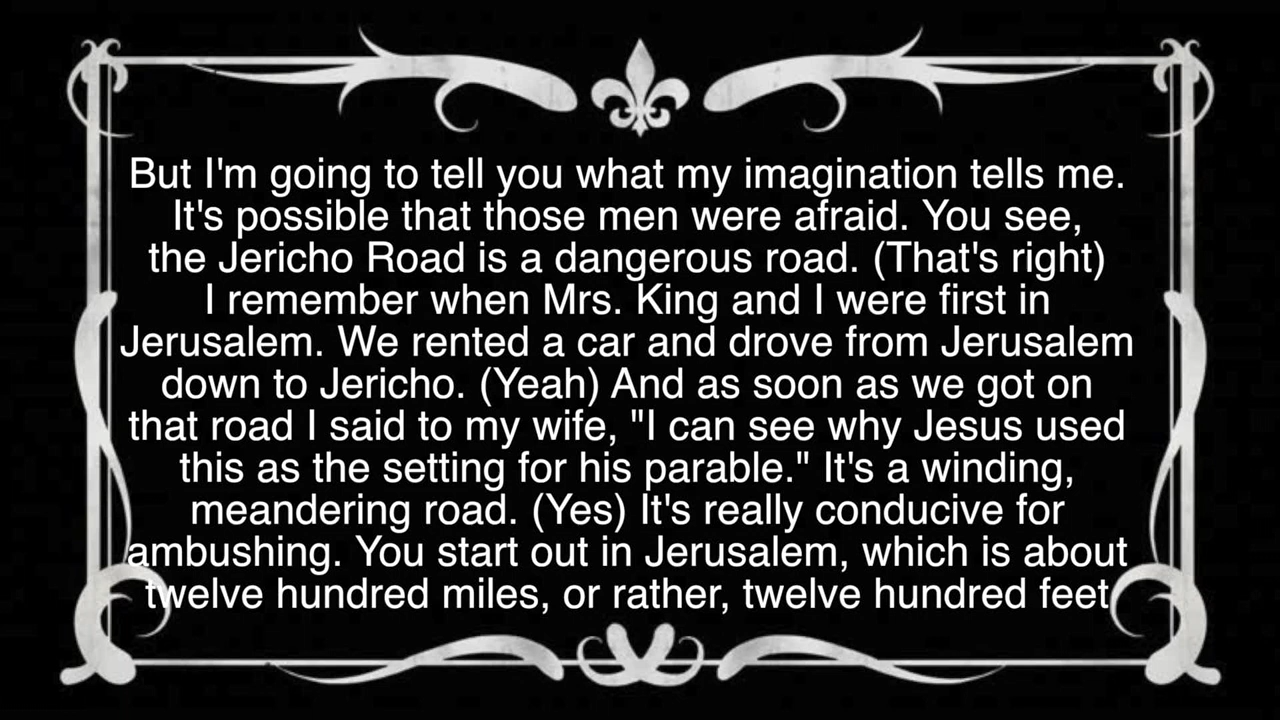 But I'm going to tell you what my imagination tells me.
It's possible that those men were afraid. You see,
the Jericho Road is a dangerous road. (That's right)
I remember when Mrs. King and I were first in
Jerusalem. We rented a car and drove from Jerusalem
down to Jericho. (Yeah) And as soon as we got on
that road I said to my wife, "I can see why Jesus used
this as the setting for his parable." It's a winding,
meandering road. (Yes) It's really conducive for
ambushing. You start out in Jerusalem, which is about
twelve hundred miles, or rather, twelve hundred feet